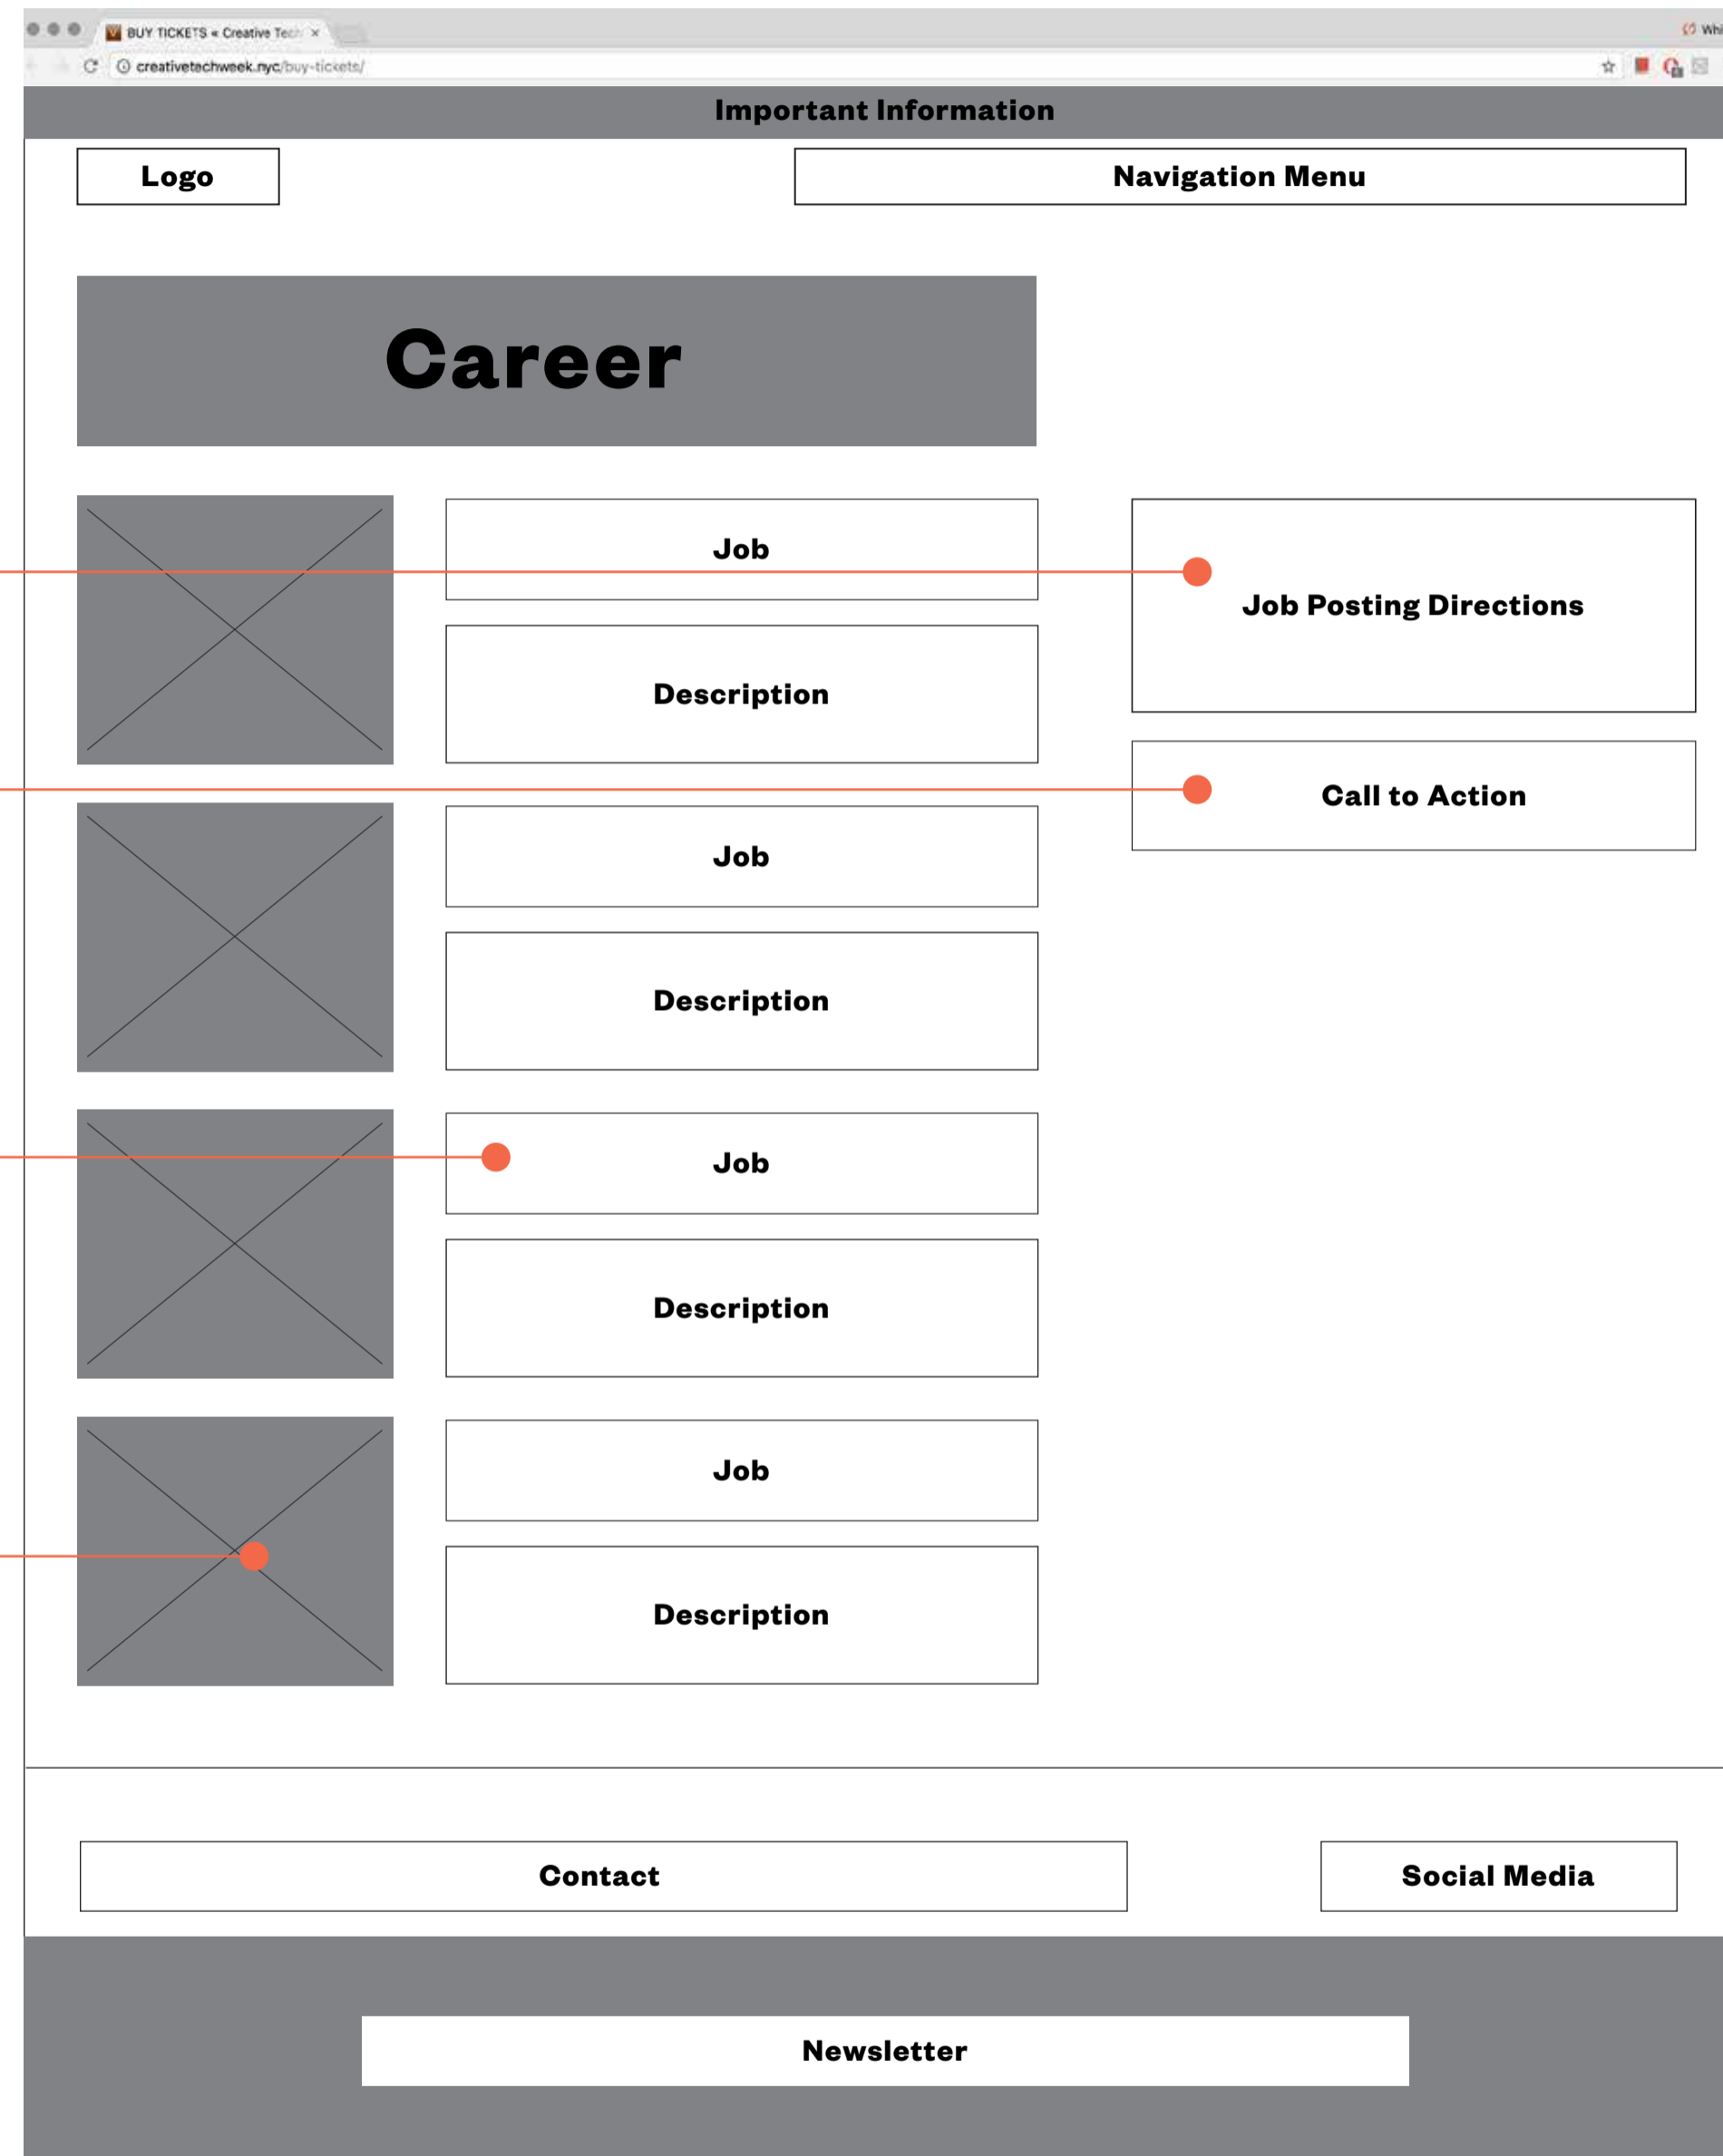 BUY TICKETS « Creative Tech
creativetechweek.nyc/buy-tickets/
Important Information
Logo
Navigation Menu
Career
Job
Description
Job Posting Directions
Call to Action
Job
Description
Job
Description
Job
Description
Contact
Social Media
Newsletter